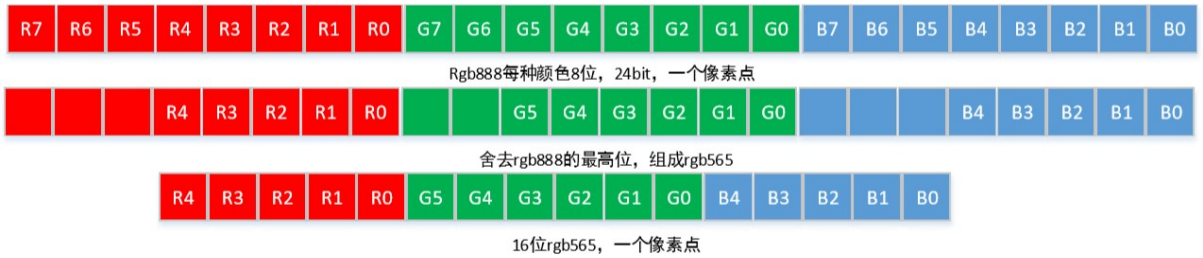 R7 R6 R5 R4 R3 R2 R1 R0 G7 G6 G5 G4 G3 G2 G1 G0 B7 B6 B5 B4 B3 B2 B1 B0
Rgb888每种颜色8位，24bit，一个像素点
R4 R3 R2 R1 R0 G5 G4 G3 G2 G1 G0 B4 B3 B2 B1 B0
舍去rgb888的最高位，组成rgb565
R4 R3 R2 R1 R0 G5 G4 G3 G2 G1 G0 B4 B3 B2 B1 B0
16位rgb565，一个像素点